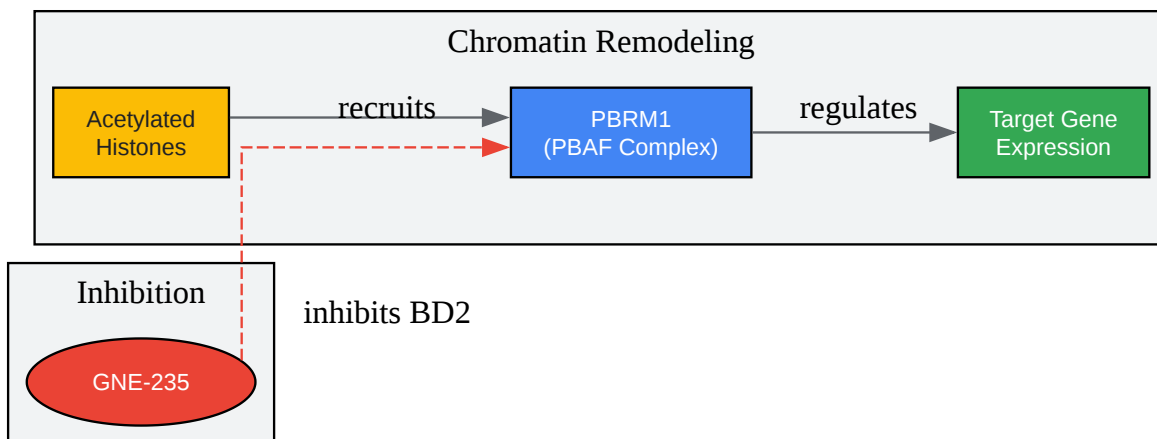 Chromatin Remodeling
Acetylated
Histones
recruits
PBRM1
(PBAF Complex)
regulates
Target Gene
Expression
Inhibition
inhibits BD2
GNE-235